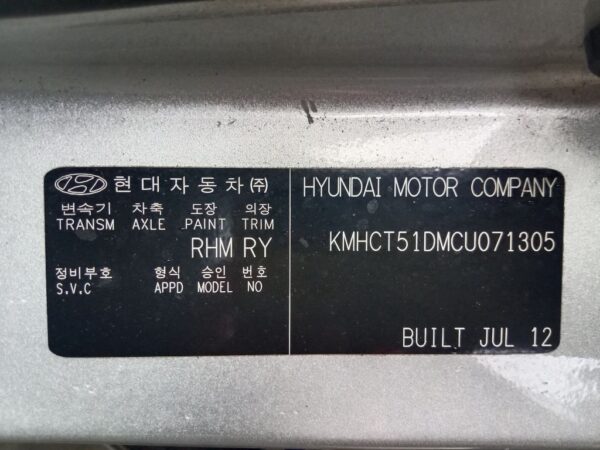 현대자동차㈜
변속기 차축 도장 의장
TRANSM AXLE PAINT TRIM
RHM RY
정비부호 형식 승인 번호
S.V.C APPD MODEL NO
HYUNDAI MOTOR COMPANY
KMHCT51DMCU071305
BUILT JUL 12